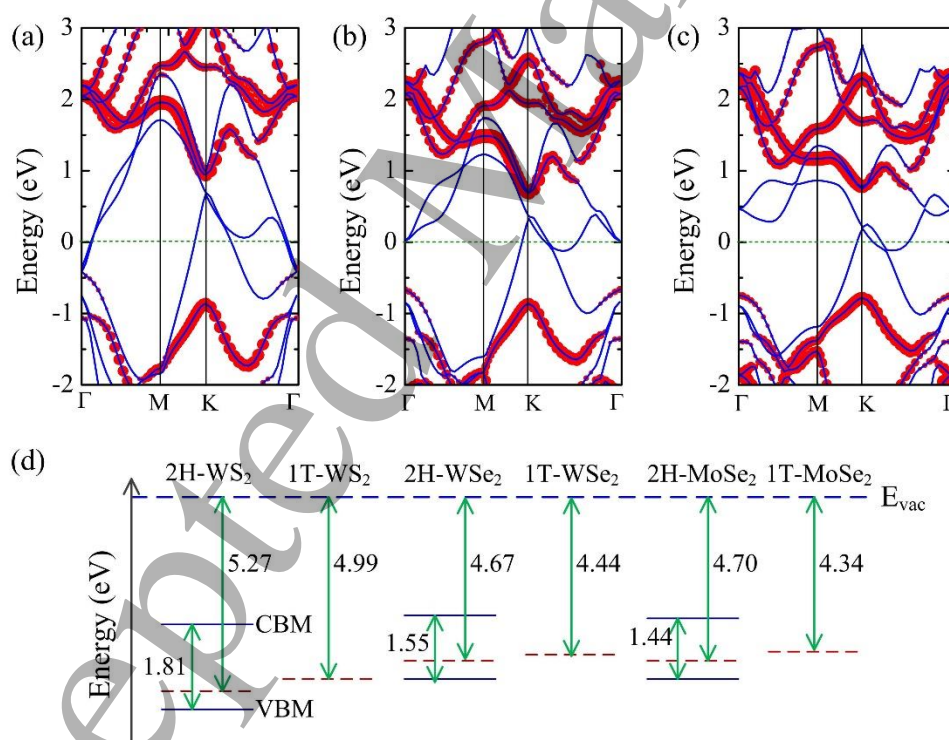 (a) (b) (c)
3 3 3
2 2 2
1 1 1
0 0 0
-1 -1 -1
-2 -2 -2
Energy (eV) Energy (eV) Energy (eV)
Γ M K Γ Γ M K Γ Γ M K
(d)
2H-WS₂ 1T-WS₂ 2H-WSe₂ 1T-WSe₂ 2H-MoSe₂ 1T-MoSe₂
E_vac
5.27 4.99 4.67 4.44 4.70 4.34
CBM
1.81 1.55 1.44
VBM
Energy (eV)
epted Ma